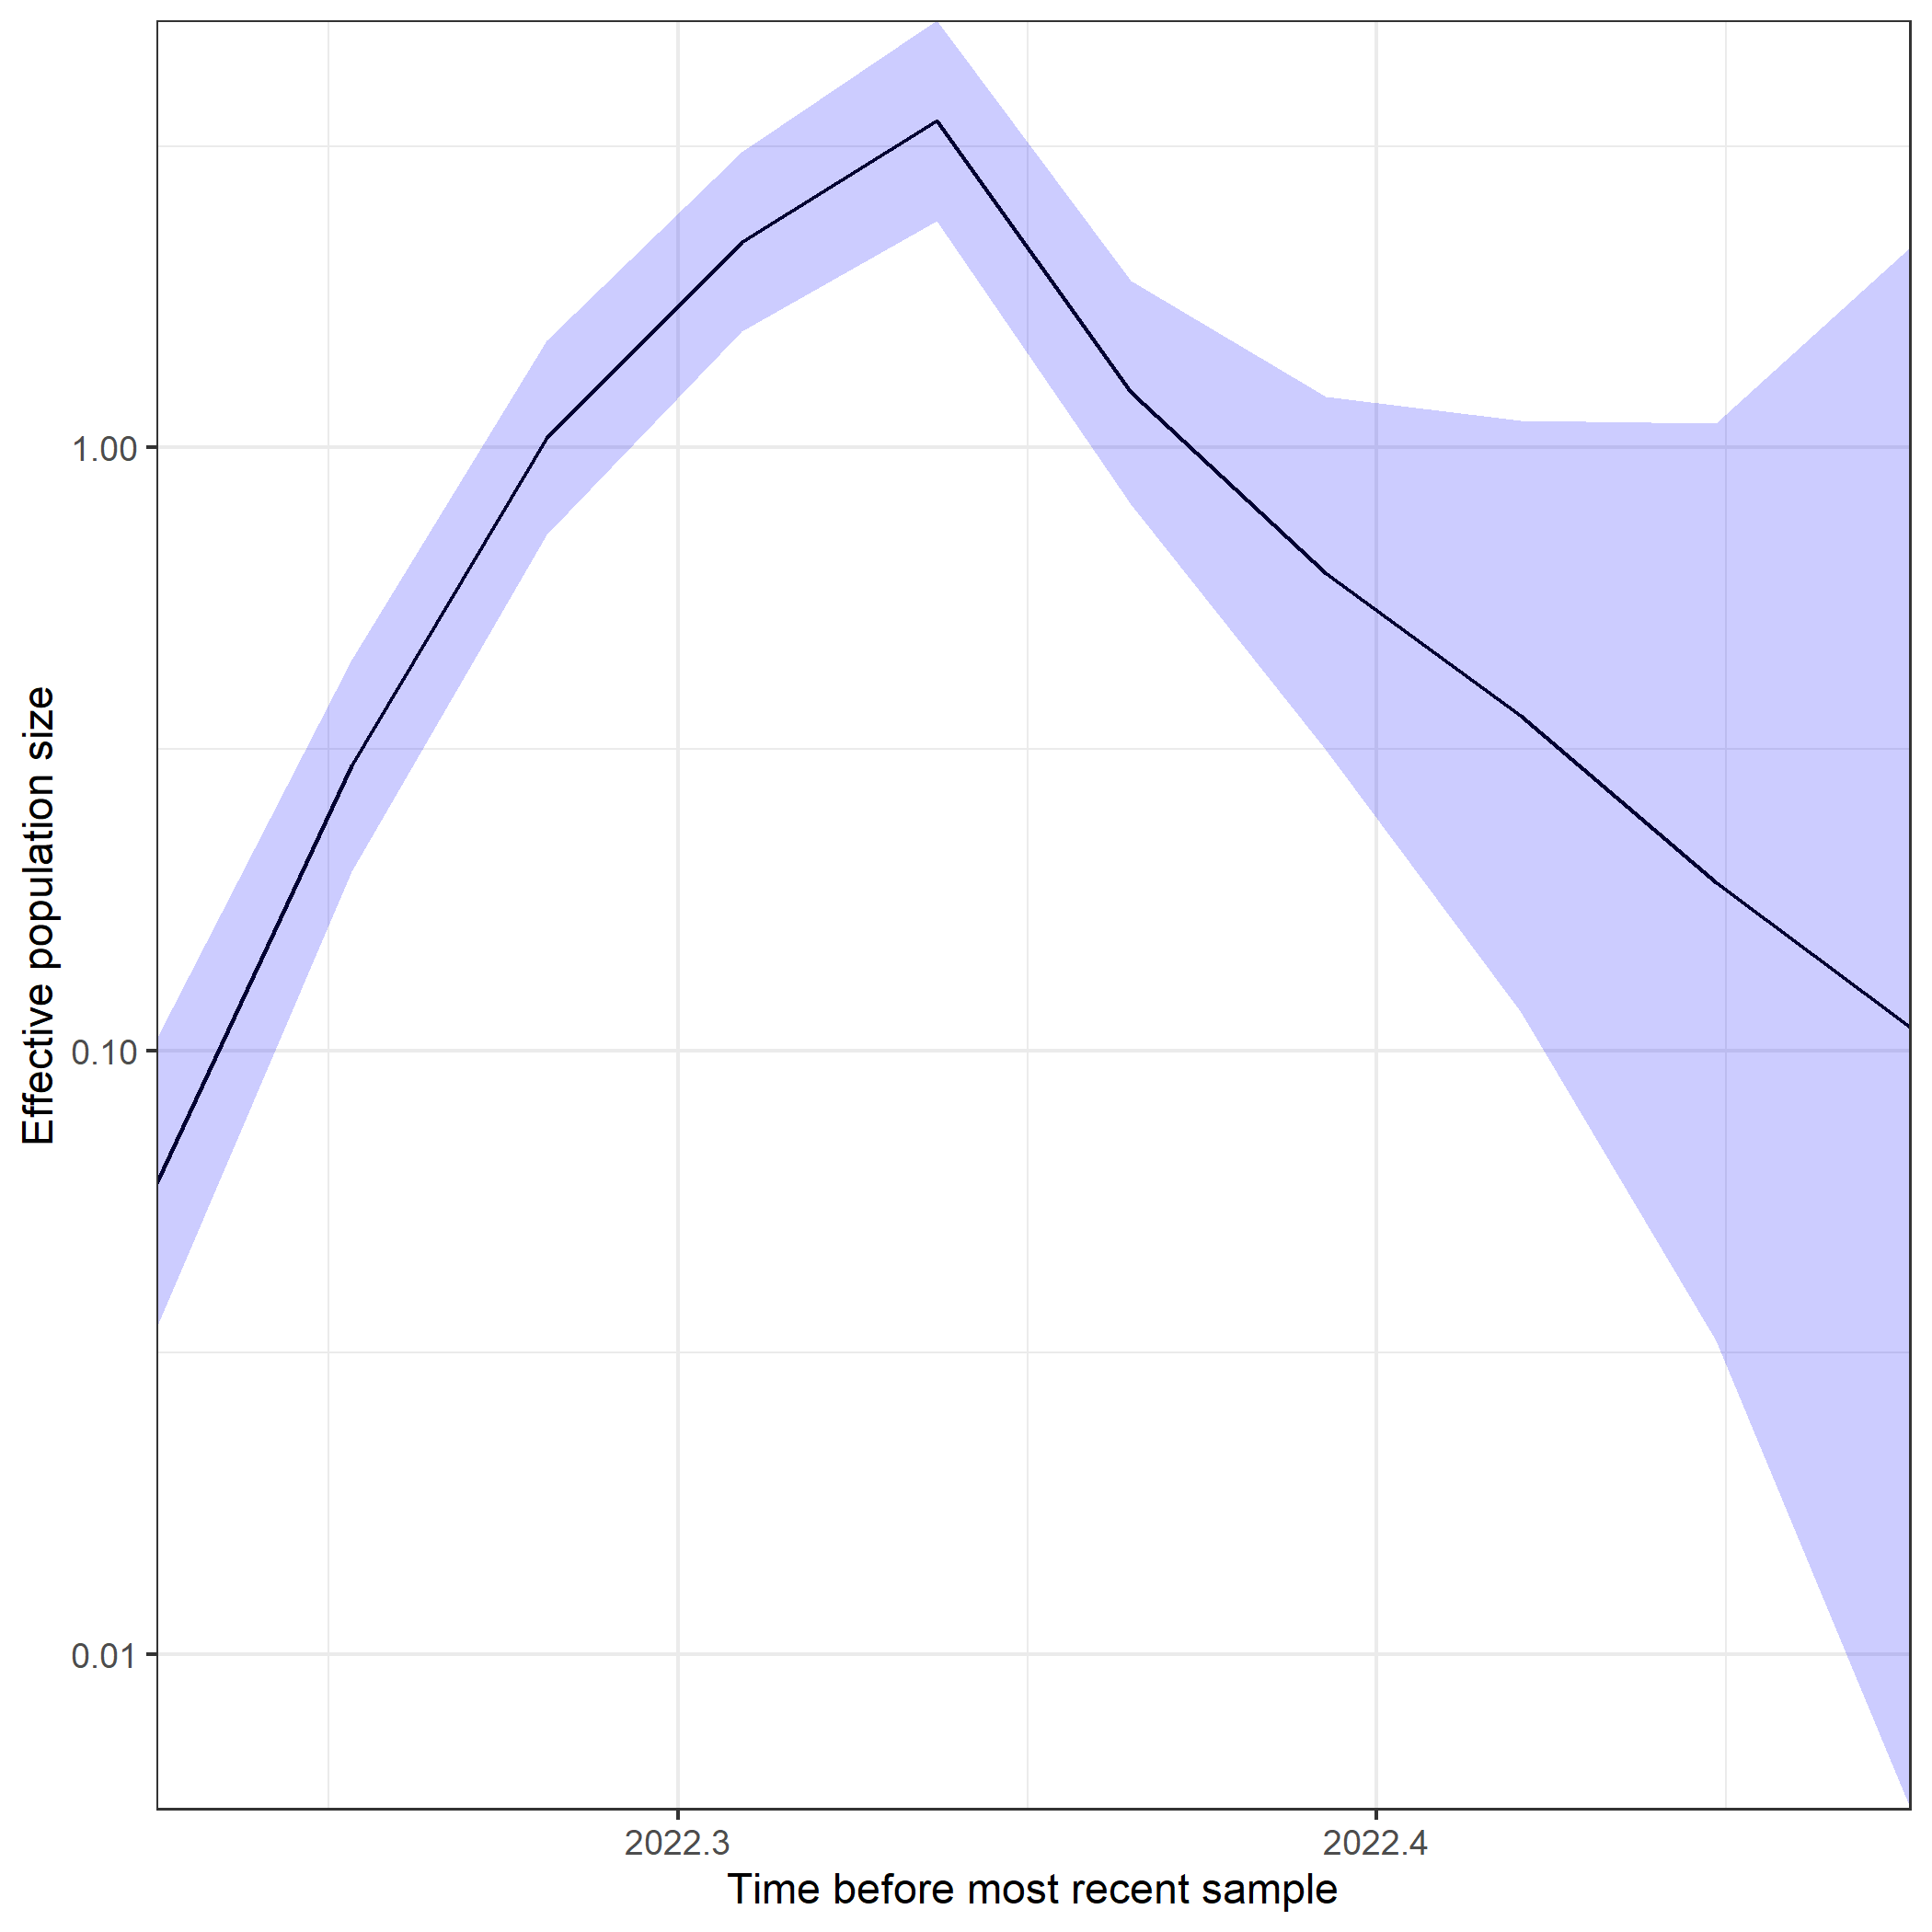 Effective population size
1.00
0.10
0.01
2022.3
2022.4
Time before most recent sample